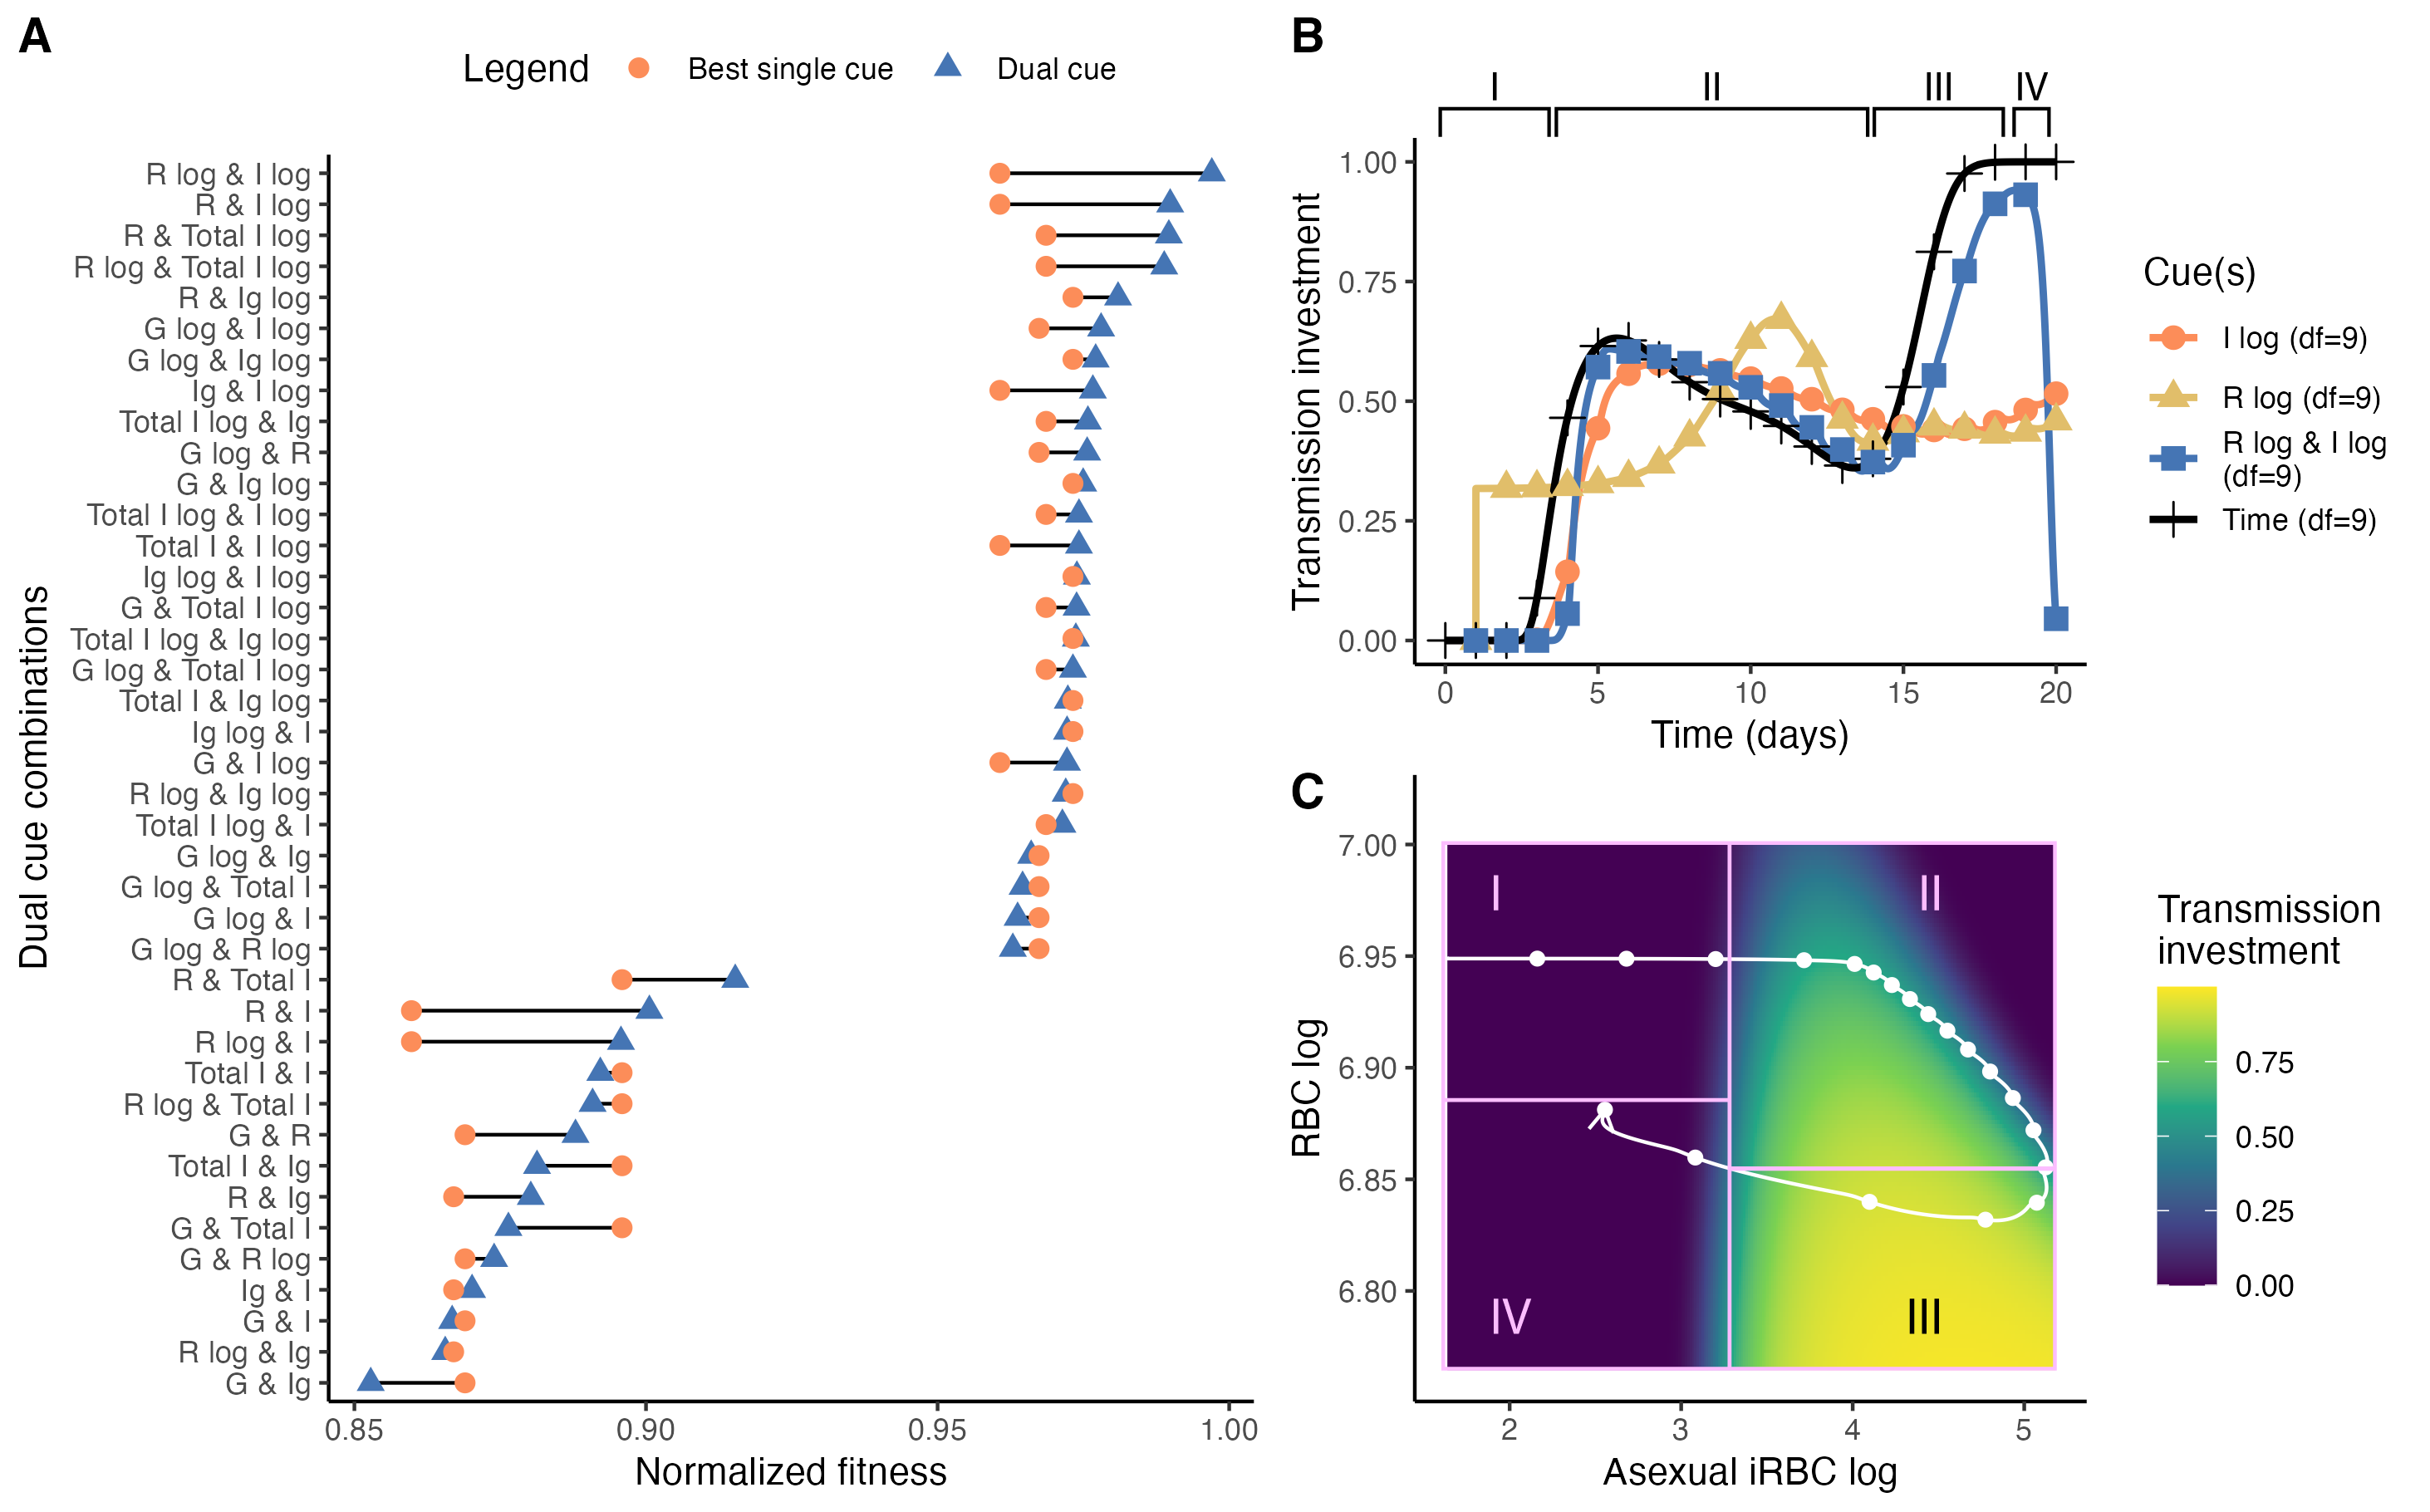 A
Legend Best single cue Dual cue
Dual cue combinations
R log & I log
R & I log
R & Total I log
R log & Total I log
R & Ig log
G log & I log
G log & Ig log
Ig & I log
Total I log & Ig
G log & R
G & Ig log
Total I log & I log
Total I & I log
Ig log & I log
G & Total I log
Total I log & Ig log
G log & Total I log
Total I & Ig log
Ig log & I
G & I log
R log & Ig log
Total I log & I
G log & Ig
G log & Total I
G log & I
G log & R log
R & Total I
R & I
R log & I
Total I & I
R log & Total I
G & R
Total I & Ig
R & Ig
G & Total I
G & R log
Ig & I
G & I
R log & Ig
G & Ig
0.85 0.90 0.95 1.00
Normalized fitness
B
I II III IV
Transmission investment
1.00
0.75
0.50
0.25
0.00
0 5 10 15 20
Time (days)
Cue(s)
I log (df=9)
R log (df=9)
R log & I log
(df=9)
Time (df=9)
C
RBC log
7.00
6.95
6.90
6.85
6.80
I II
IV III
2 3 4 5
Asexual iRBC log
Transmission
investment
0.75
0.50
0.25
0.00